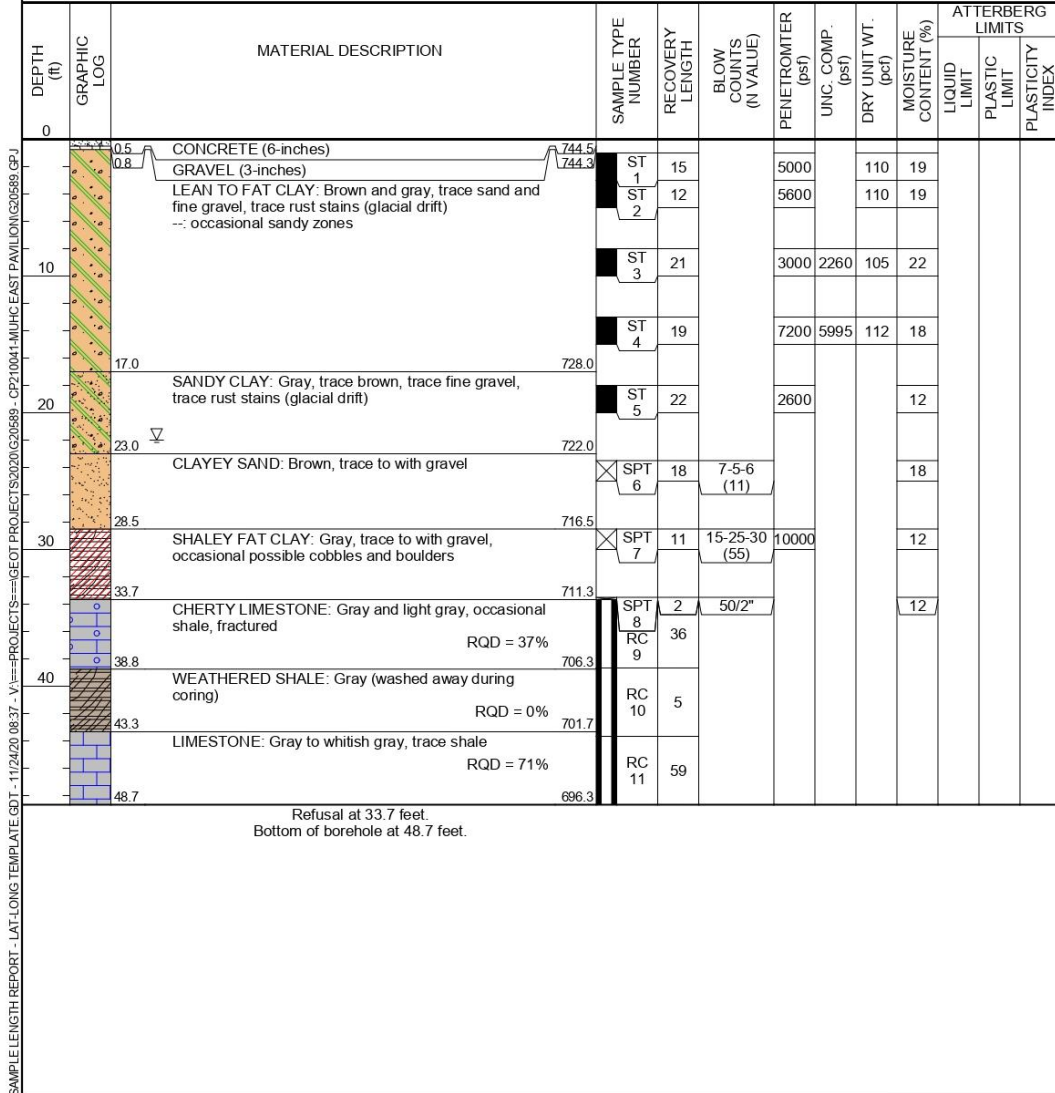 DEPTH (ft)
GRAPHIC LOG
MATERIAL DESCRIPTION
SAMPLE TYPE NUMBER
RECOVERY LENGTH
BLOW COUNTS (N VALUE)
PENETROMTER (psf)
UNC. COMP. (psf)
DRY UNIT WT. (pcf)
MOISTURE CONTENT (%)
ATTERBERG LIMITS
LIQUID LIMIT
PLASTIC LIMIT
PLASTICITY INDEX
0
0.5 CONCRETE (6-inches) 744.5
0.8 GRAVEL (3-inches) 744.3
LEAN TO FAT CLAY: Brown and gray, trace sand and
fine gravel, trace rust stains (glacial drift)
--: occasional sandy zones
ST 1 15 5000 110 19
ST 2 12 5600 110 19
10
ST 3 21 3000 2260 105 22
ST 4 19 7200 5995 112 18
17.0 728.0
SANDY CLAY: Gray, trace brown, trace fine gravel,
trace rust stains (glacial drift)
ST 5 22 2600 12
20
23.0 722.0
CLAYEY SAND: Brown, trace to with gravel
SPT 6 18 7-5-6 (11) 18
28.5 716.5
SHALEY FAT CLAY: Gray, trace to with gravel,
occasional possible cobbles and boulders
SPT 7 11 15-25-30 (55) 10000 12
30
33.7 711.3
CHERTY LIMESTONE: Gray and light gray, occasional
shale, fractured
RQD = 37%
SPT 8 2 50/2" 12
RC 9 36
38.8 706.3
40
WEATHERED SHALE: Gray (washed away during
coring)
RQD = 0%
RC 10 5
43.3 701.7
LIMESTONE: Gray to whitish gray, trace shale
RQD = 71%
RC 11 59
48.7 696.3
Refusal at 33.7 feet.
Bottom of borehole at 48.7 feet.
SAMPLE LENGTH REPORT - LAT-LONG TEMPLATE.GDT - 11/24/20 08:37 - V:\===PROJECTS===\GEOT PROJECTS\2020\G20589 - CP210041-MUHC EAST PAVILION\G20589.GPJ